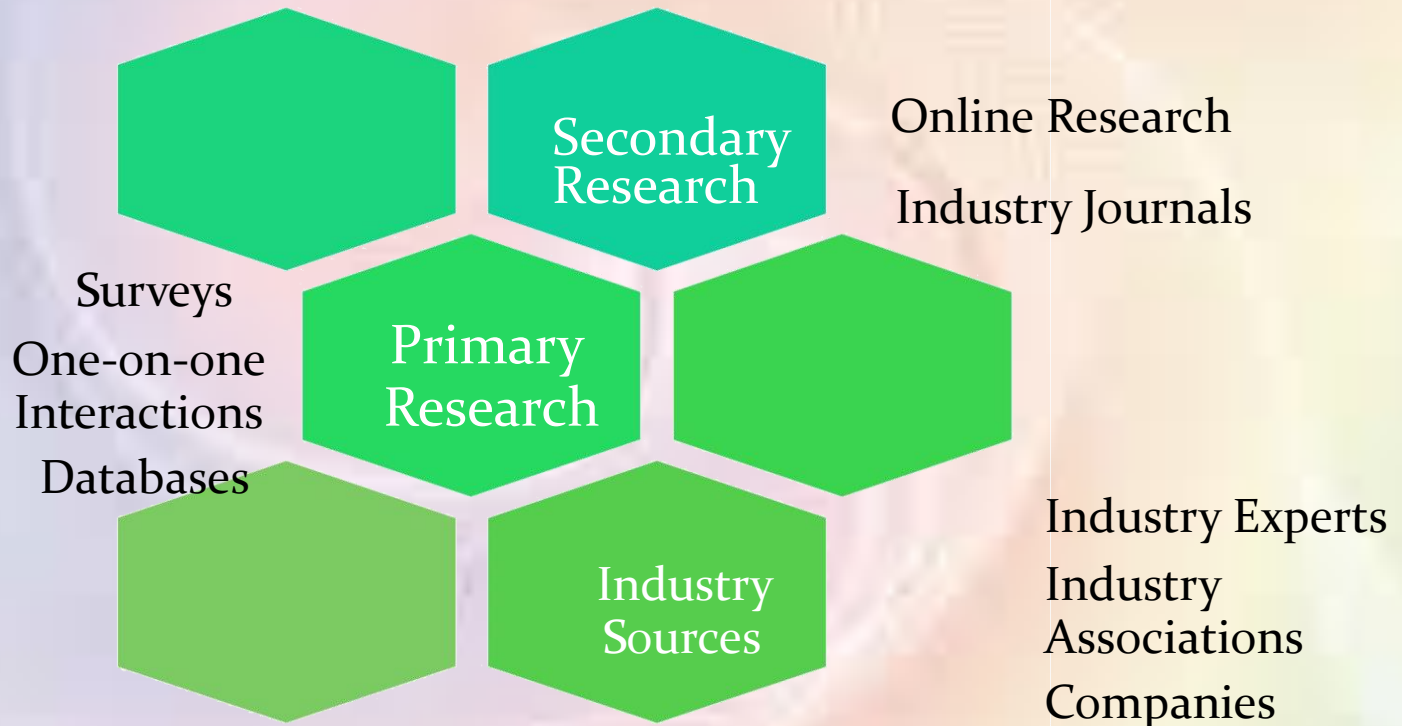 Secondary
Research
Online Research
Industry Journals
Surveys
One-on-one
Interactions
Databases
Primary
Research
Industry
Sources
Industry Experts
Industry
Associations
Companies